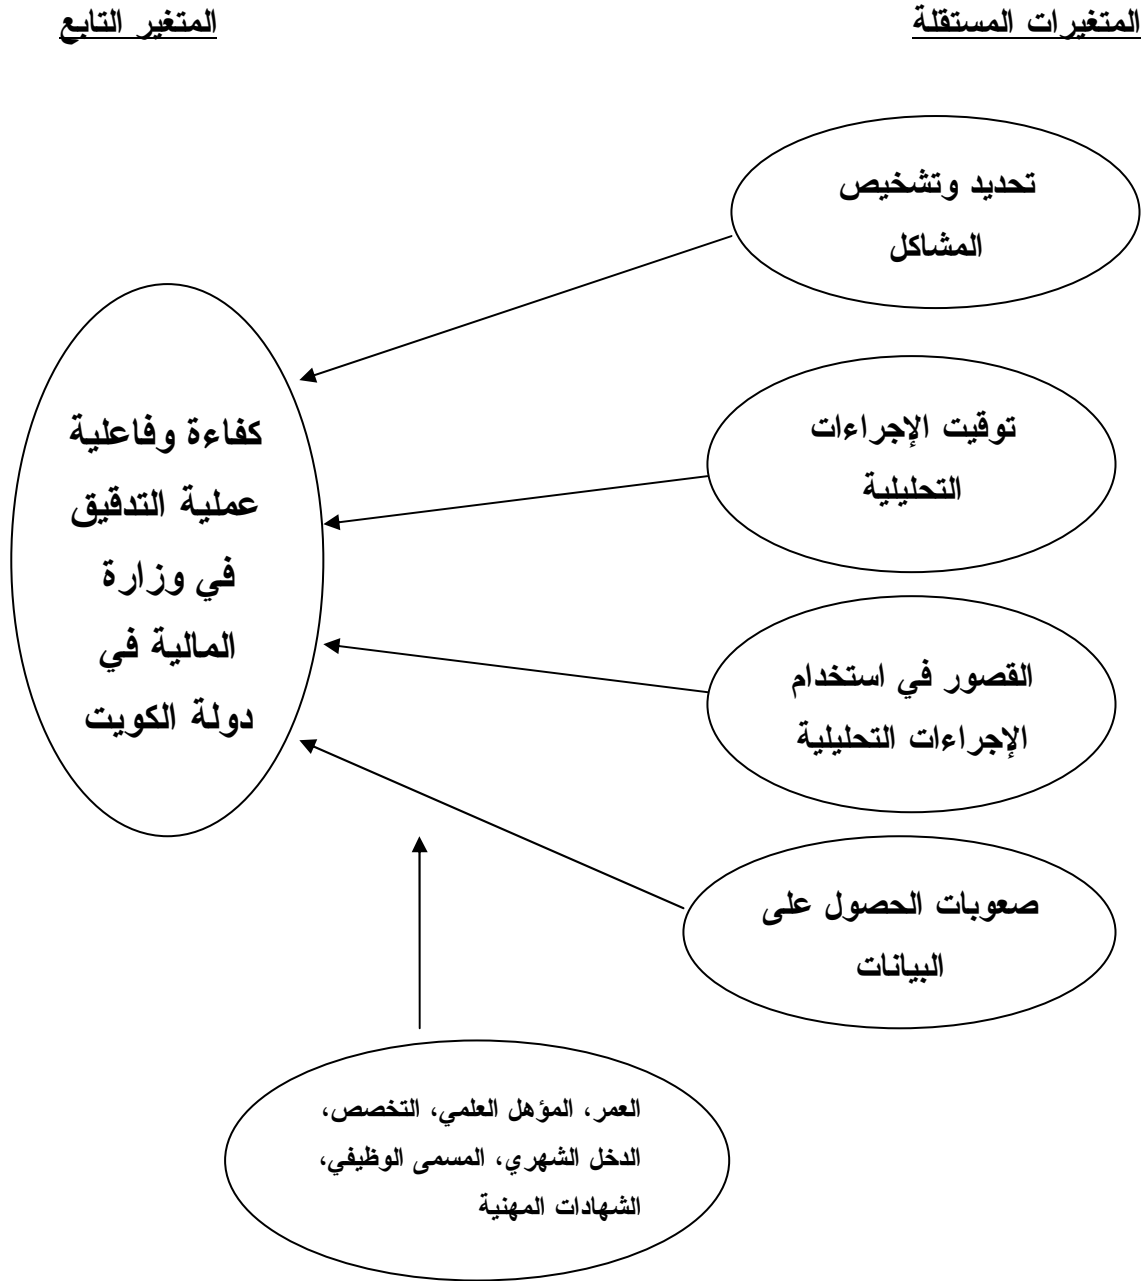 المتغيرات المستقلة
المتغير التابع
تحديد وتشخيص
المشاكل
توقيت الإجراءات
التحليلية
القصور في استخدام
الإجراءات التحليلية
صعوبات الحصول على
البيانات
كفاءة وفاعلية
عملية التدقيق
في وزارة
المالية في
دولة الكويت
العمر، المؤهل العلمي، التخصص،
الدخل الشهري، المسمى الوظيفي،
الشهادات المهنية